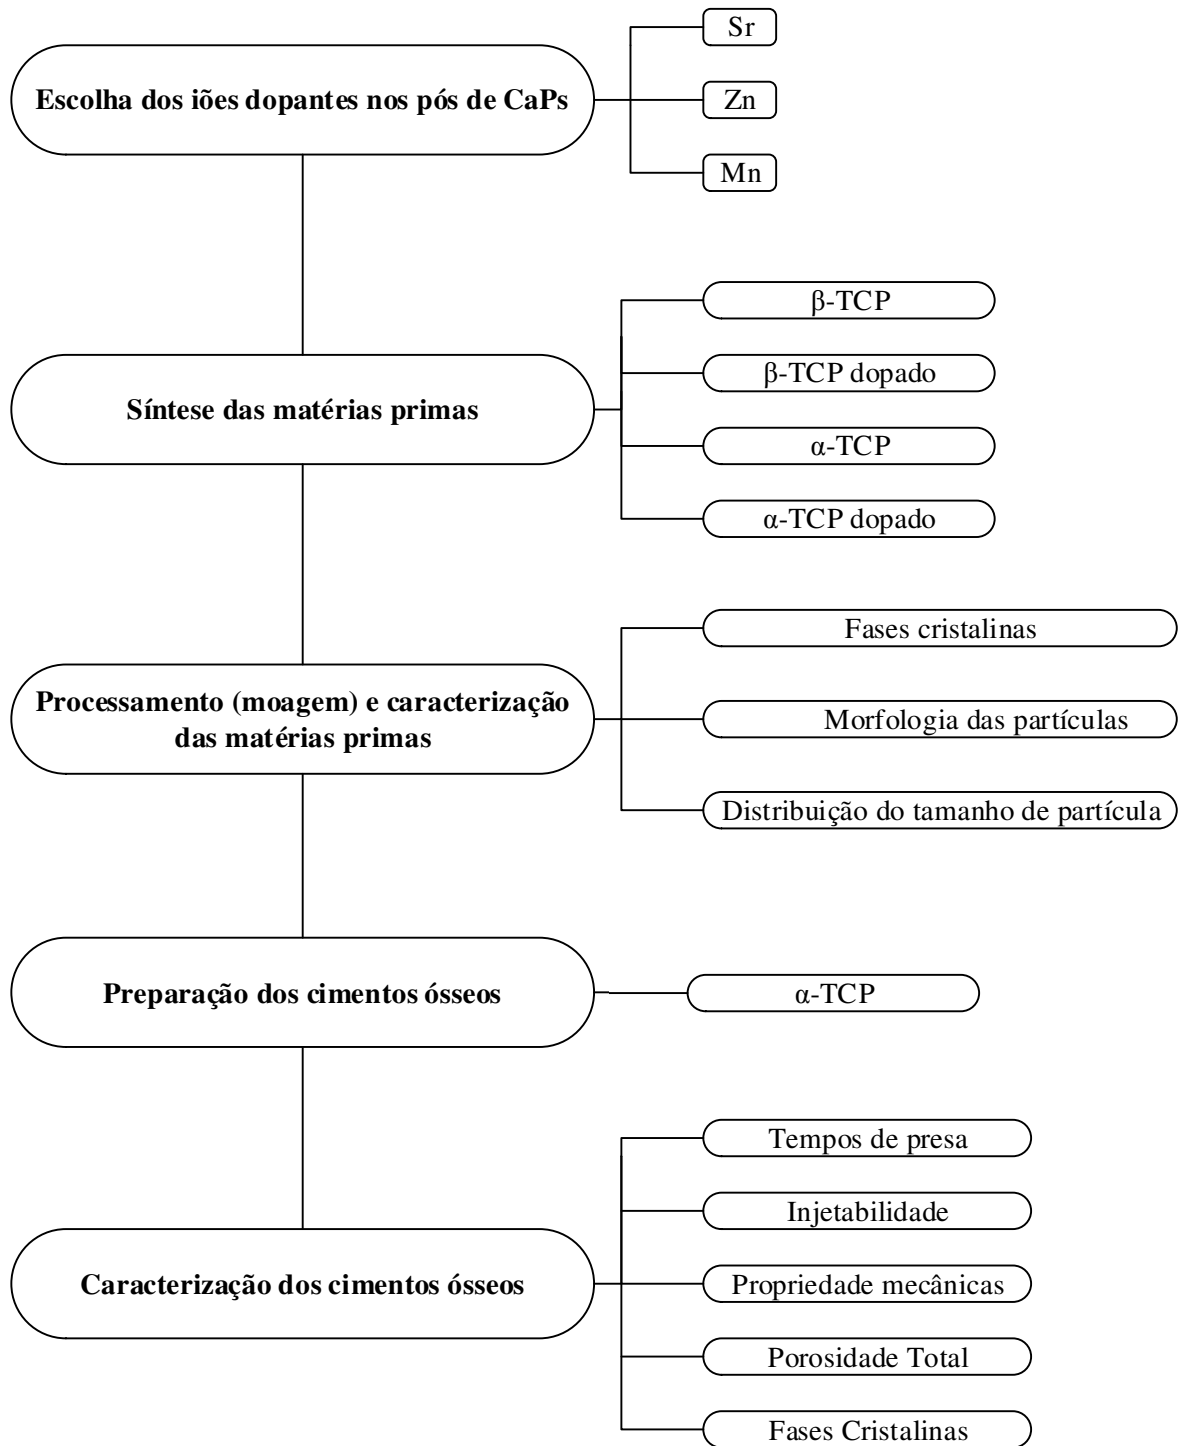 Escolha dos iões dopantes nos pós de CaPs
Sr
Zn
Mn
Síntese das matérias primas
β-TCP
β-TCP dopado
α-TCP
α-TCP dopado
Processamento (moagem) e caracterização
das matérias primas
Fases cristalinas
Morfologia das partículas
Distribuição do tamanho de partícula
Preparação dos cimentos ósseos
α-TCP
Caracterização dos cimentos ósseos
Tempos de presa
Injetabilidade
Propriedade mecânicas
Porosidade Total
Fases Cristalinas